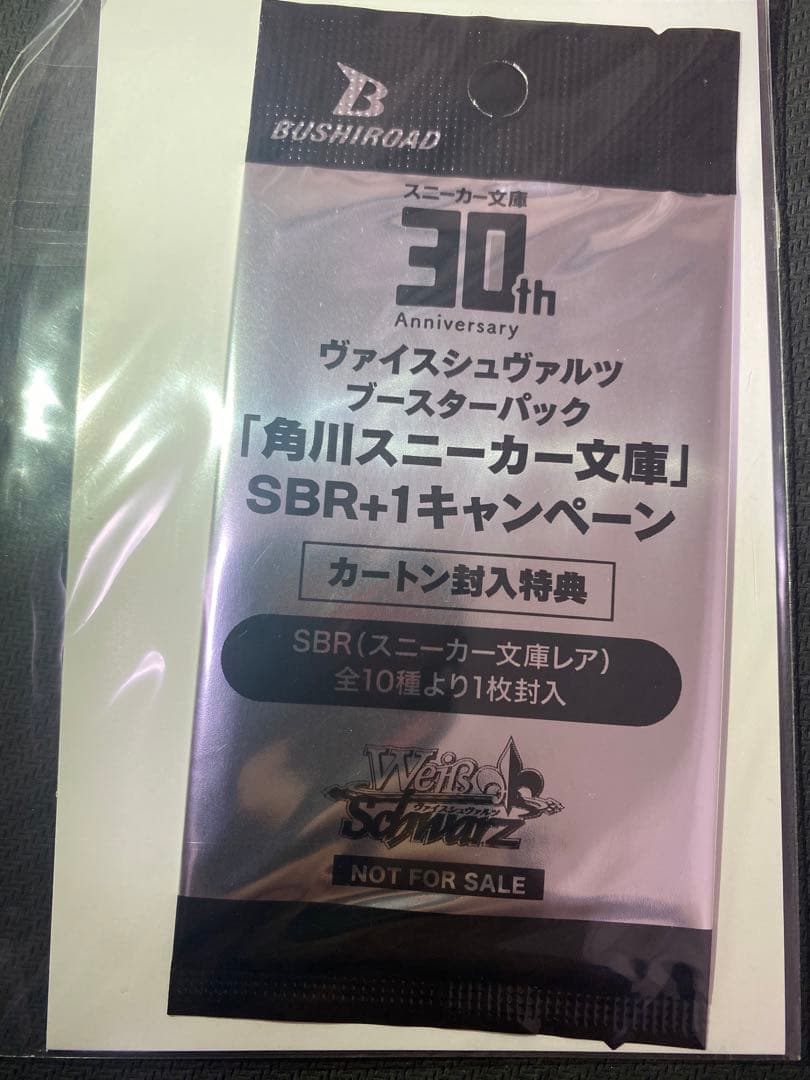 B
BUSHIROAD
スニーカー文庫
30th
Anniversary
ヴァイスシュヴァルツ
ブースターパック
「角川スニーカー文庫」
SBR+1キャンペーン
カートン封入特典
SBR(スニーカー文庫レア)
全10種より1枚封入
Weiß
ヴァイスシュヴァルツ
Schwarz
NOT FOR SALE